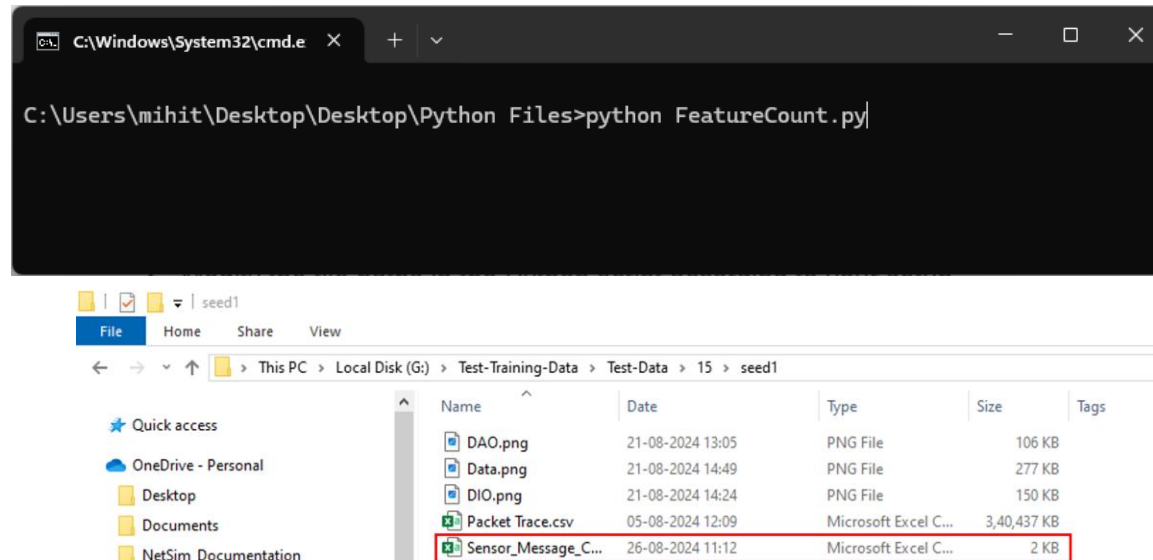 C:\Windows\System32\cmd.e
C:\Users\mihit\Desktop\Desktop\Python Files>python FeatureCount.py
seed1
File Home Share View
This PC > Local Disk (G:) > Test-Training-Data > Test-Data > 15 > seed1
Name Date Type Size Tags
Quick access
DAO.png 21-08-2024 13:05 PNG File 106 KB
OneDrive - Personal
Data.png 21-08-2024 14:49 PNG File 277 KB
Desktop
DIO.png 21-08-2024 14:24 PNG File 150 KB
Documents
Packet Trace.csv 05-08-2024 12:09 Microsoft Excel C... 3,40,437 KB
NetSim_Documentation
Sensor_Message_C... 26-08-2024 11:12 Microsoft Excel C... 2 KB